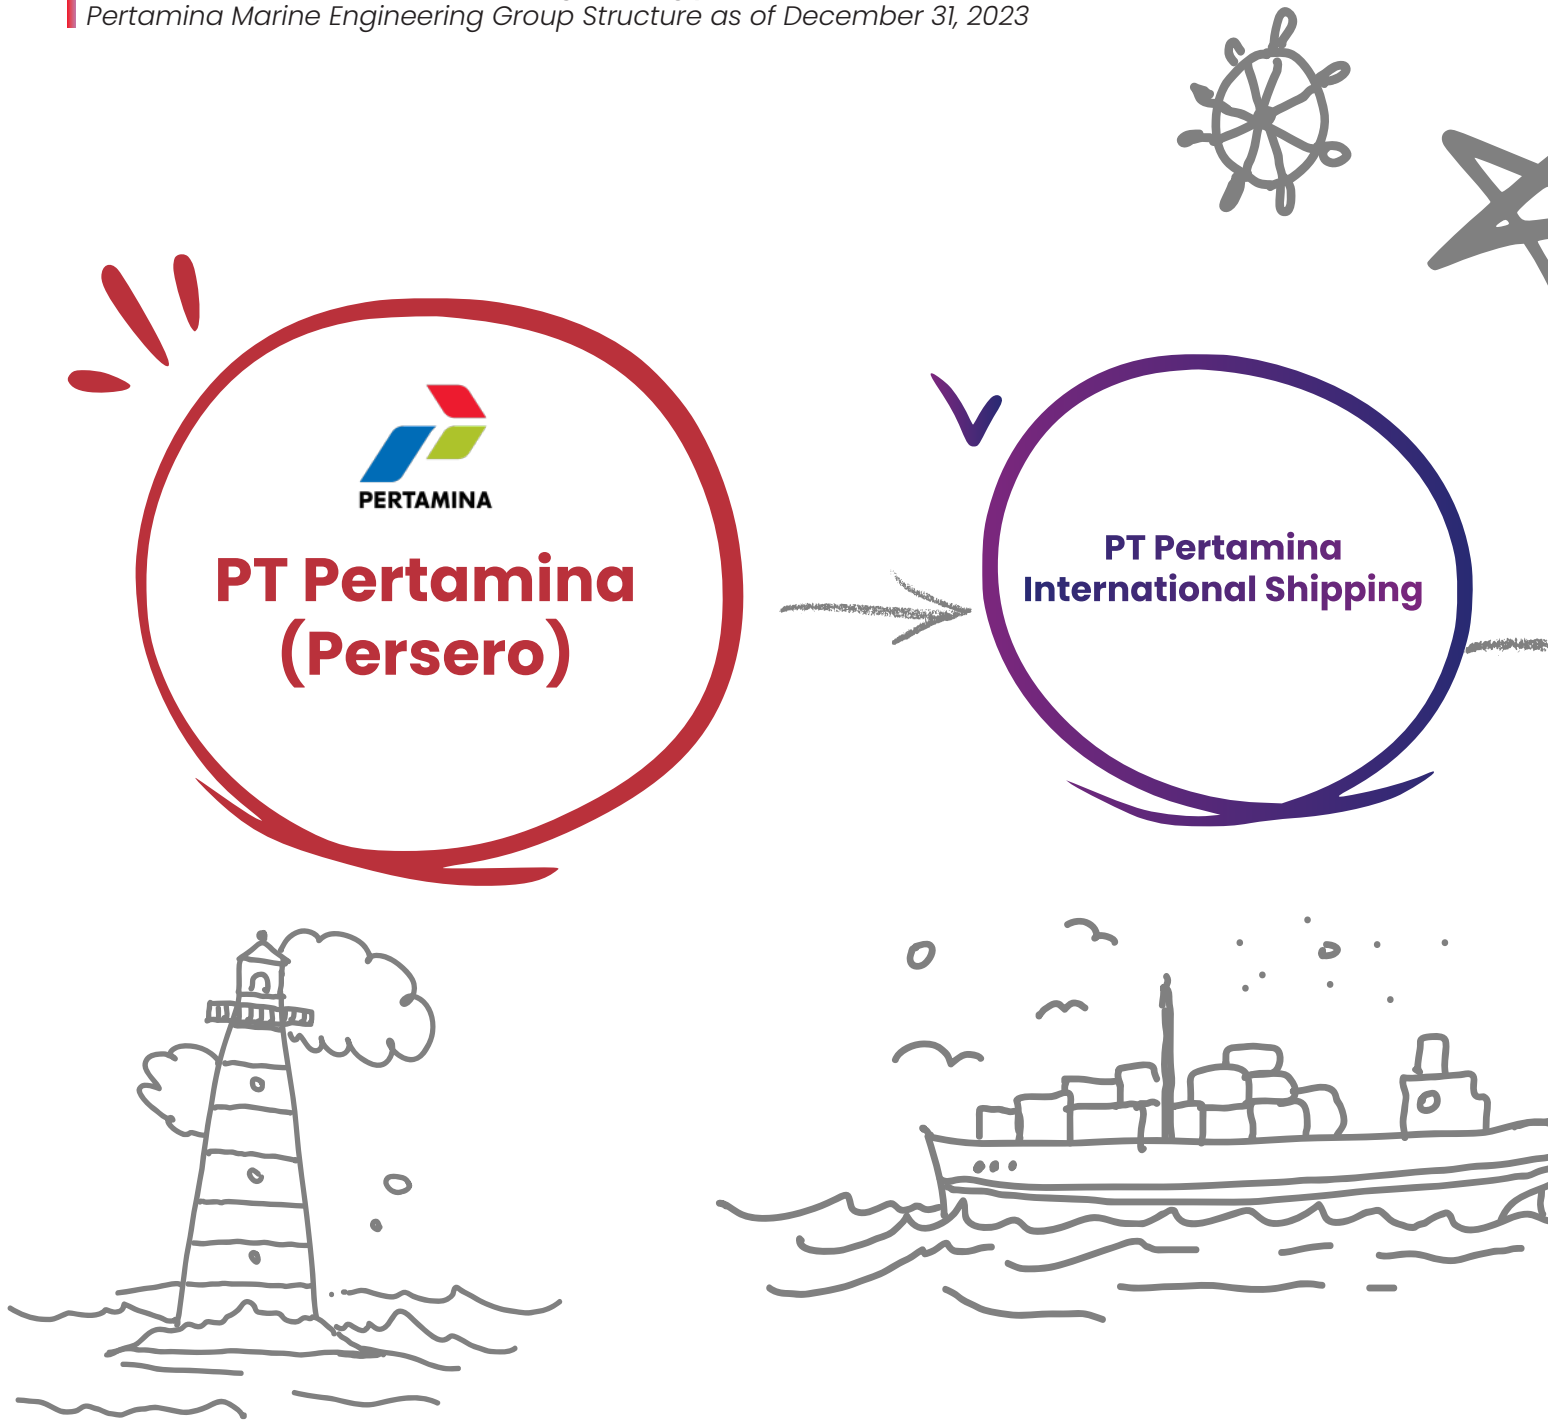 Pertamina Marine Engineering Group Structure as of December 31, 2023
PERTAMINA
PT Pertamina
(Persero)
PT Pertamina
International Shipping